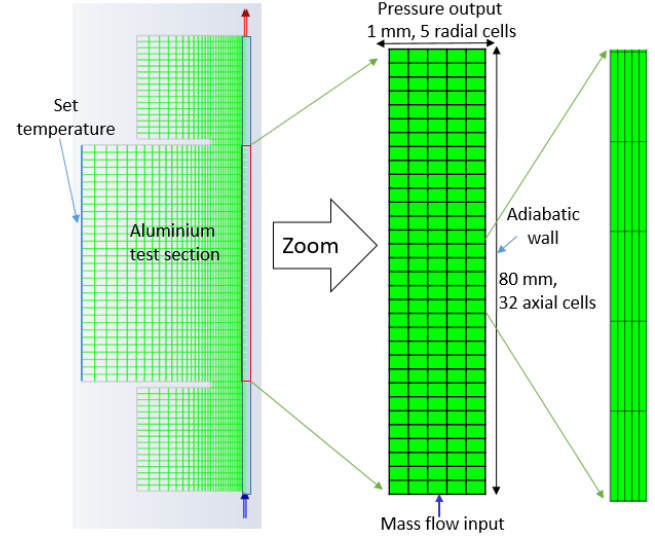 Pressure output
1 mm, 5 radial cells
Set
temperature
Aluminium
test section
Zoom
Adiabatic
wall
80 mm,
32 axial cells
Mass flow input